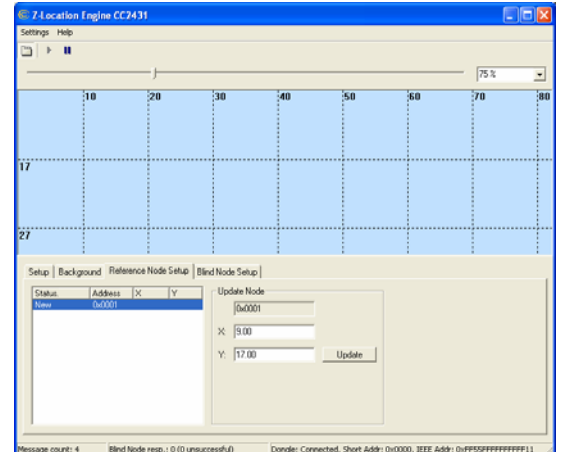 Z-Location Engine CC2431
Settings Help
75 %
10 20 30 40 50 60 70 80
17
27
Setup Background Reference Node Setup Blind Node Setup
Status Address X Y
New 0x0001
Update Node
0x0001
X: 9.00
Y: 17.00 Update
Message count: 4 Blind Node resp.: 0 (0 unsuccesful) Dongle: Connected, Short Addr: 0x0000, IEEE Addr: 0xFF55FFFFFFFFFF11